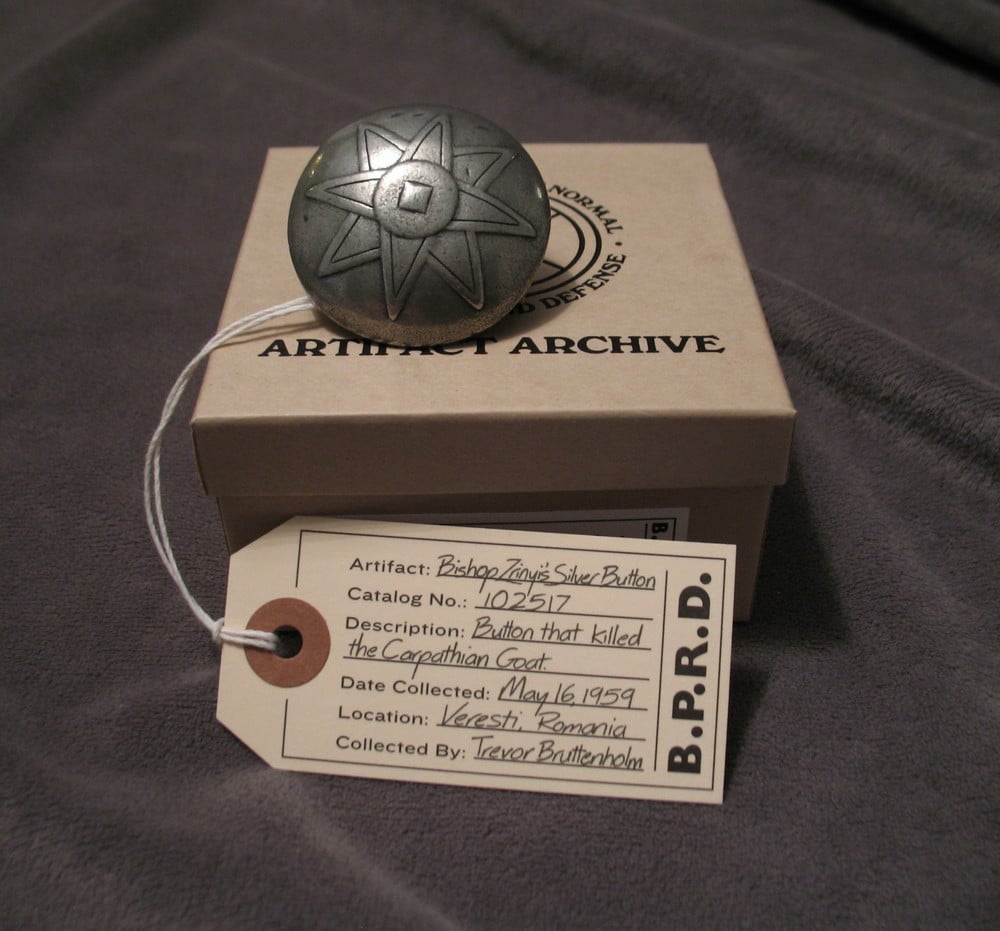 NORMAL •
D DEFENSE •
ARTIFACT ARCHIVE
B.
Artifact: Bishop Zrinyi's Silver Button
Catalog No.: 102517
Description: Button that killed
the Carpathian Goat.
Date Collected: May 16, 1959
Location: Veresti, Romania
Collected By: Trevor Bruttenholm
B.P.R.D.